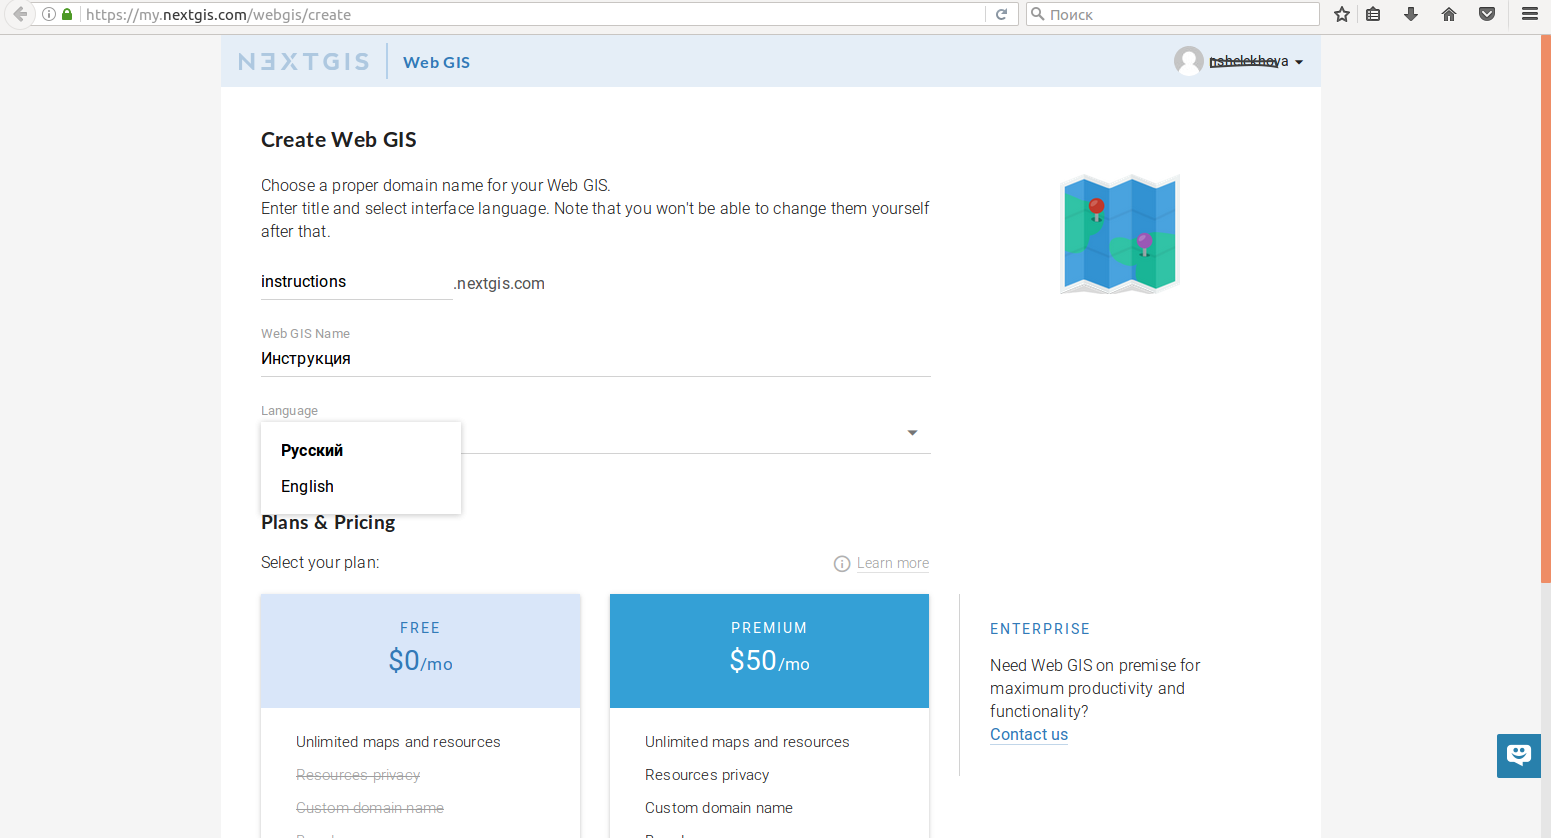 https://my.nextgis.com/webgis/create
Поиск
NEXTGIS
Web GIS
Create Web GIS
Choose a proper domain name for your Web GIS.
Enter title and select interface language. Note that you won't be able to change them yourself
after that.
instructions
.nextgis.com
Web GIS Name
Инструкция
Language
Русский
English
Plans & Pricing
Select your plan:
Learn more
FREE
$0/mo
Unlimited maps and resources
Resources privacy
Custom domain name
PREMIUM
$50/mo
Unlimited maps and resources
Resources privacy
Custom domain name
ENTERPRISE
Need Web GIS on premise for
maximum productivity and
functionality?
Contact us